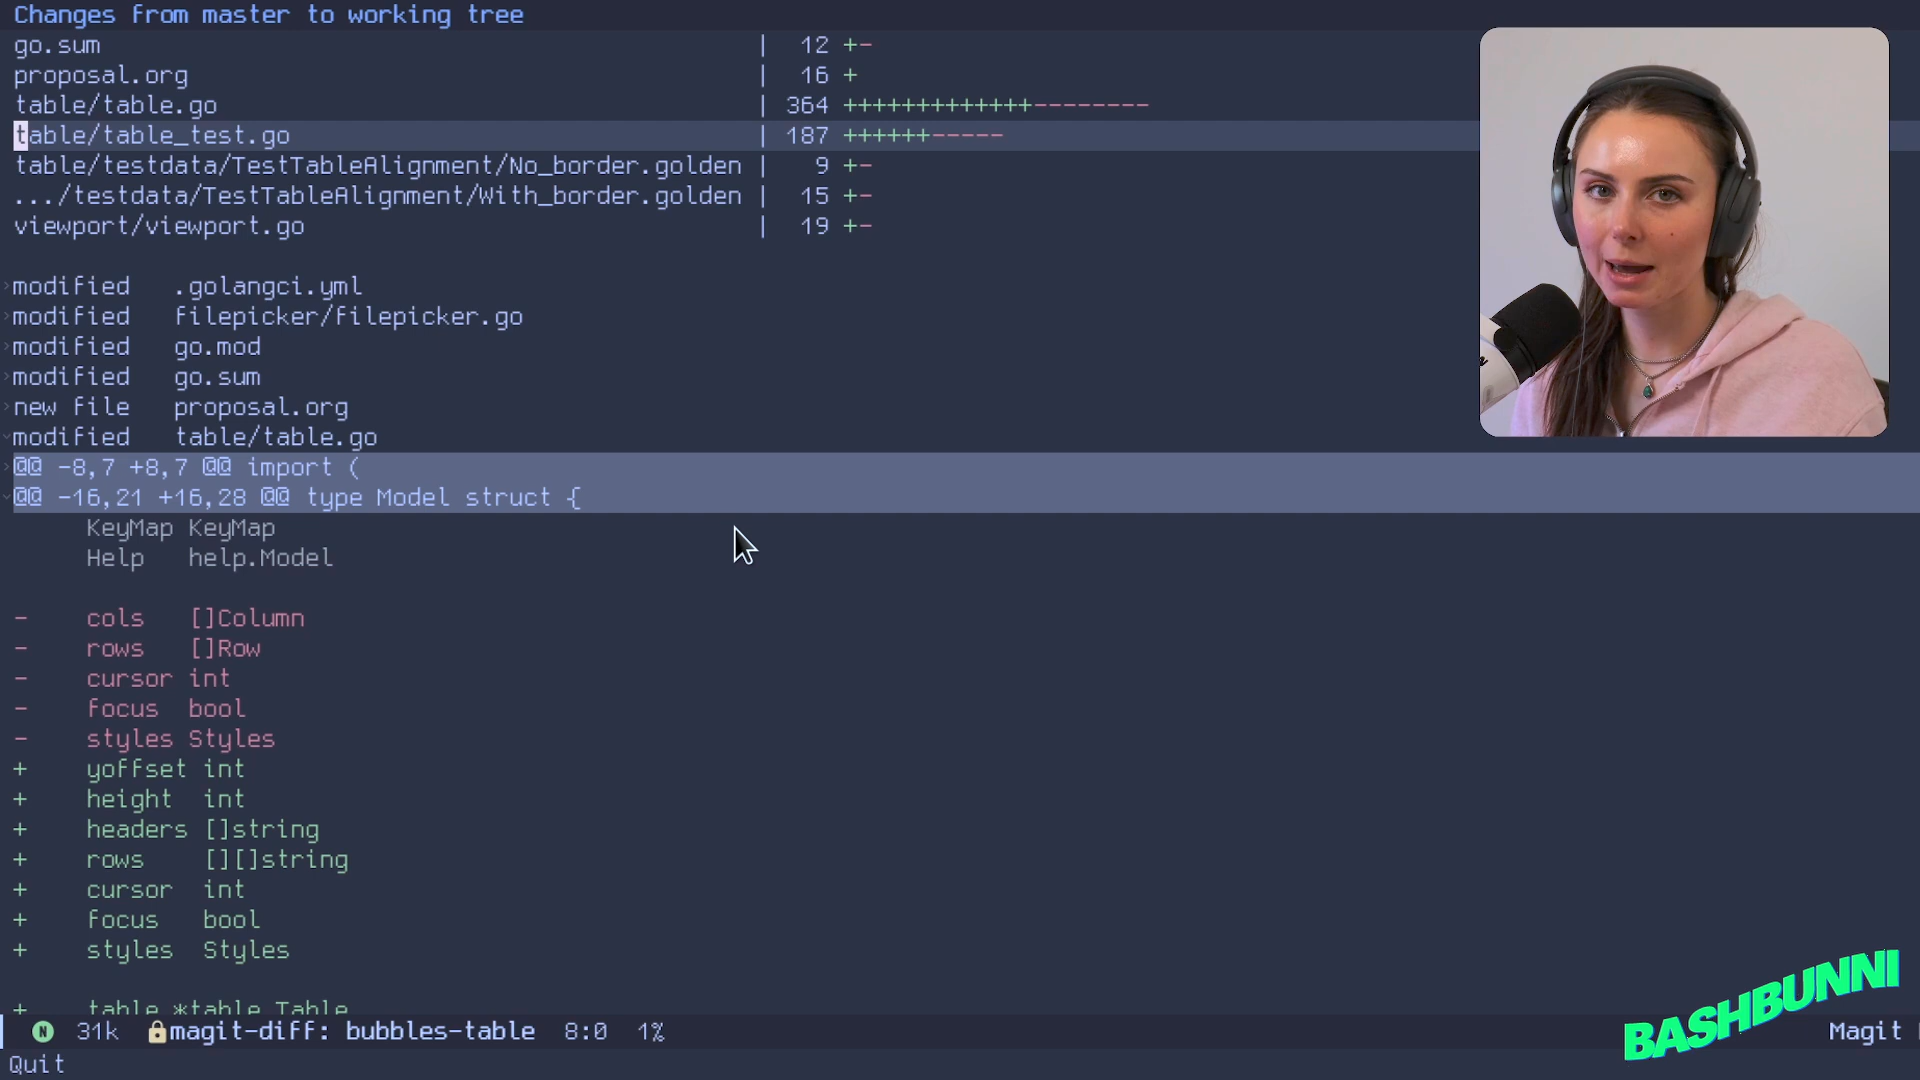 Changes from master to working tree
go.sum | 12 +-
proposal.org | 16 +
table/table.go | 364 +++++++++++++--------
table/table_test.go | 187 ++++++-----
table/testdata/TestTableAlignment/No_border.golden | 9 +-
.../testdata/TestTableAlignment/With_border.golden | 15 +-
viewport/viewport.go | 19 +-
modified .golangci.yml
modified filepicker/filepicker.go
modified go.mod
modified go.sum
new file proposal.org
modified table/table.go
@@ -8,7 +8,7 @@ import (
@@ -16,21 +16,28 @@ type Model struct {
KeyMap KeyMap
Help help.Model
- cols []Column
- rows []Row
- cursor int
- focus bool
- styles Styles
+ yoffset int
+ height int
+ headers []string
+ rows [][]string
+ cursor int
+ focus bool
+ styles Styles
+ table *table.Table
N 31k magit-diff: bubbles-table 8:0 1% Magit
Quit
BASHBUNNI